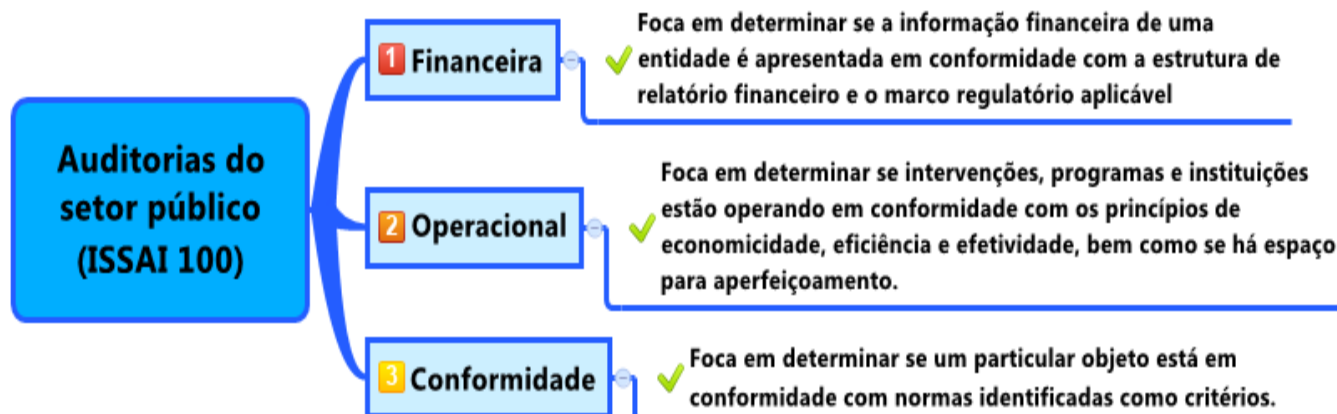 Auditorias do
setor público
(ISSAI 100)
1 Financeira
Foca em determinar se a informação financeira de uma
entidade é apresentada em conformidade com a estrutura de
relatório financeiro e o marco regulatório aplicável
2 Operacional
Foca em determinar se intervenções, programas e instituições
estão operando em conformidade com os princípios de
economicidade, eficiência e efetividade, bem como se há espaço
para aperfeiçoamento.
3 Conformidade
Foca em determinar se um particular objeto está em
conformidade com normas identificadas como critérios.